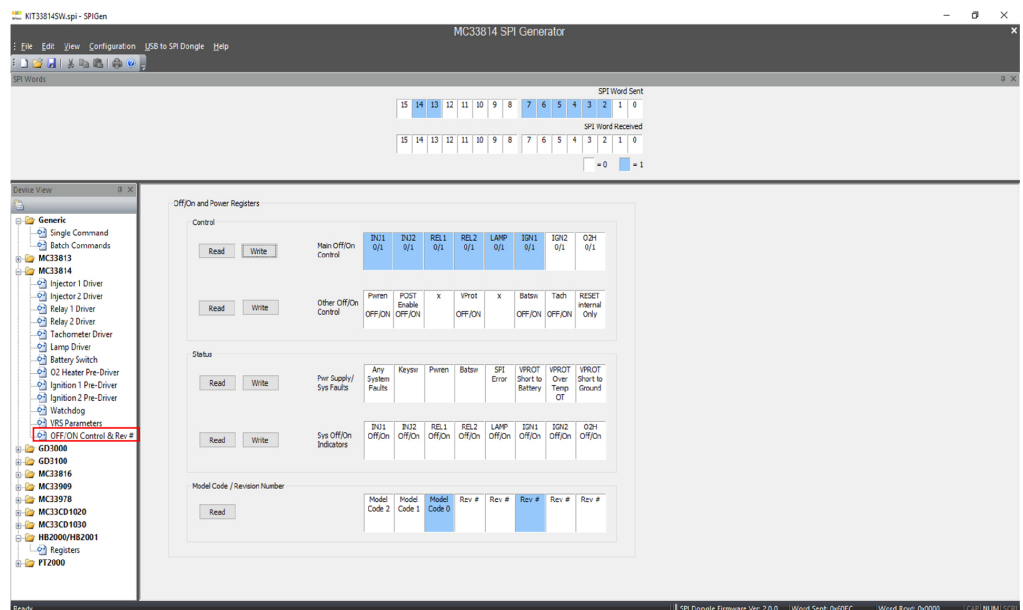 KIT33814SW.spi - SPIGen
MC33814 SPI Generator
File Edit View Configuration USB to SPI Dongle Help
SPI Words
SPI Word Sent
15 14 13 12 11 10 9 8 7 6 5 4 3 2 1 0
SPI Word Received
15 14 13 12 11 10 9 8 7 6 5 4 3 2 1 0
= 0 = 1
Device View
Generic
Single Command
Batch Commands
MC33813
MC33814
Injector 1 Driver
Injector 2 Driver
Relay 1 Driver
Relay 2 Driver
Tachometer Driver
Lamp Driver
Battery Switch
O2 Heater Pre-Driver
Ignition 1 Pre-Driver
Ignition 2 Pre-Driver
Watchdog
VRS Parameters
OFF/ON Control & Rev #
GD3000
GD3100
MC33816
MC33909
MC33978
MC33CD1020
MC33CD1030
HB2000/HB2001
Registers
PT2000
Off/On and Power Registers
Control
Read Write
Main Off/On Control
INJ1 INJ2 REL1 REL2 LAMP IGN1 IGN2 O2H
0/1 0/1 0/1 0/1 0/1 0/1 0/1 0/1
Read Write
Other Off/On Control
Pwren POST x VProt x Batsw Tach RESET
Enable internal
OFF/ON OFF/ON OFF/ON OFF/ON OFF/ON Only
Status
Read Write
Pwr Supply/ Sys Faults
Any Keysw Pwren Batsw SPI VPROT VPROT VPROT
System Error Short to Over Short to
Faults Battery Temp Ground
OT
Read Write
Sys Off/On Indicators
INJ1 INJ2 REL1 REL2 LAMP IGN1 IGN2 O2H
Off/On Off/On Off/On Off/On Off/On Off/On Off/On Off/On
Model Code / Revision Number
Read
Model Model Model Rev # Rev # Rev # Rev # Rev #
Code 2 Code 1 Code 0
Ready
SPI Dongle Firmware Ver: 2.0.0 Word Sent: 0x60FC Word Rcvd: 0x0000 CAP NUM SCRL